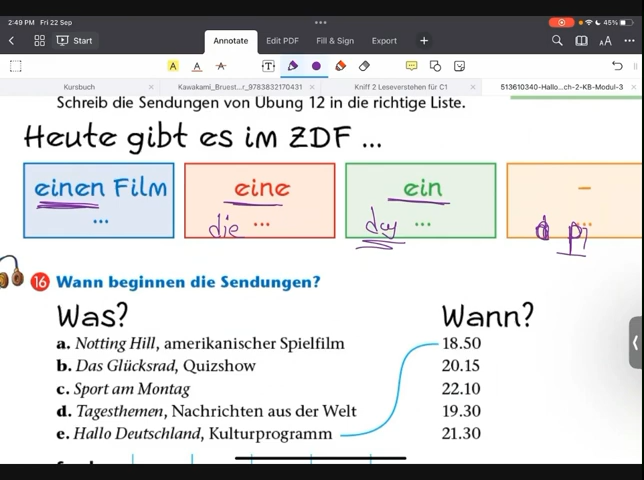 2:49 PM Fri 22 Sep
45%
Start
Annotate
Edit PDF
Fill & Sign
Export
Kursbuch
Kawakami_Bruest...r_9783832170431
Kniff 2 Leseverstehen für C1
513610340-Hallo...ch-2-KB-Modul-3
Schreib die Sendungen von Übung 12 in die richtige Liste.
Heute gibt es im ZDF ...
einen Film
...
eine
die ...
ein
...
–
...
16 Wann beginnen die Sendungen?
Was? Wann?
a. Notting Hill, amerikanischer Spielfilm 18.50
b. Das Glücksrad, Quizshow 20.15
c. Sport am Montag 22.10
d. Tagesthemen, Nachrichten aus der Welt 19.30
e. Hallo Deutschland, Kulturprogramm 21.30